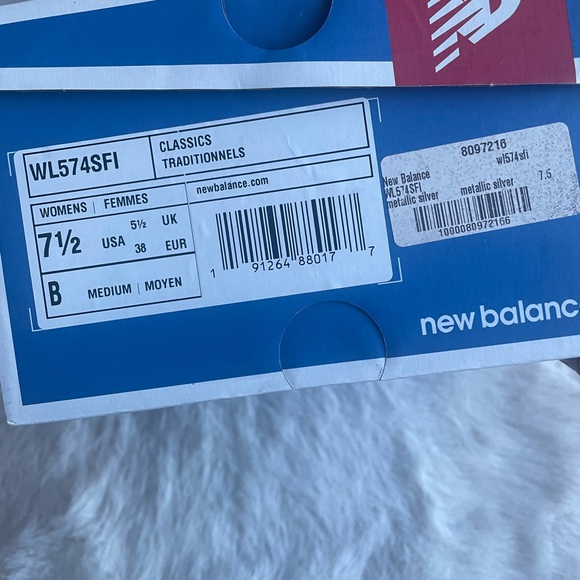 WL574SFI
CLASSICS
TRADITIONNELS
WOMENS | FEMMES
7½ USA 5½ UK
38 EUR
B MEDIUM | MOYEN
newbalance.com
1 91264 88017 7
8097216
New Balance wl574sfi
WL574SFI
metallic silver metallic silver 7.5
1000080972166
new balanc